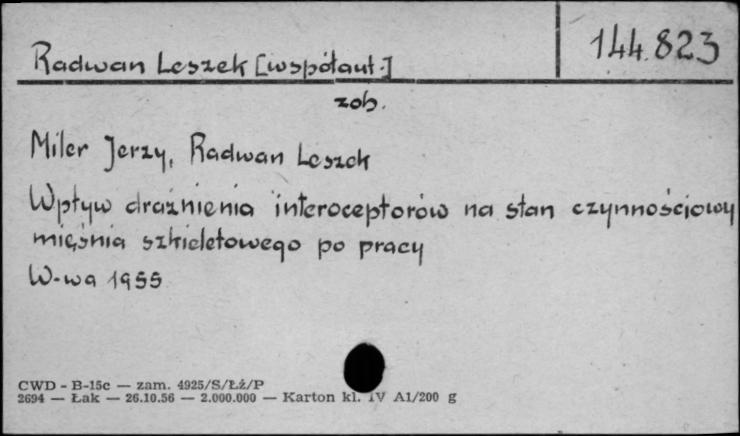 Radwan Leszek [współaut.]
144.823
zob.
Miler Jerzy, Radwan Leszek
Wpływ drażnienia interoceptorów na stan czynnościowy
mięśnia szkieletowego po pracy
W-wa 1955
CWD - B-15c — zam. 4925/S/Łż/P
2694 — Łak — 26.10.56 — 2.000.000 — Karton kl. IV A1/200 g